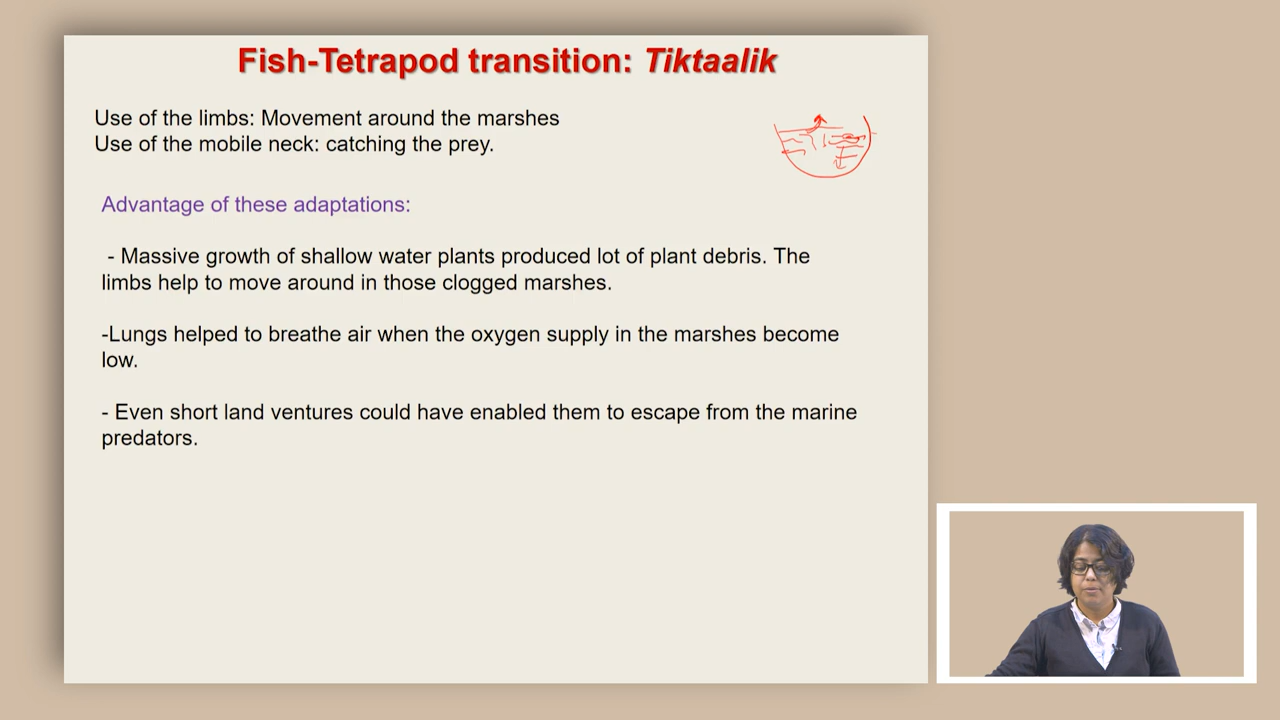 Fish-Tetrapod transition: Tiktaalik
Use of the limbs: Movement around the marshes
Use of the mobile neck: catching the prey.
Advantage of these adaptations:
- Massive growth of shallow water plants produced lot of plant debris. The
limbs help to move around in those clogged marshes.
-Lungs helped to breathe air when the oxygen supply in the marshes become
low.
- Even short land ventures could have enabled them to escape from the marine
predators.